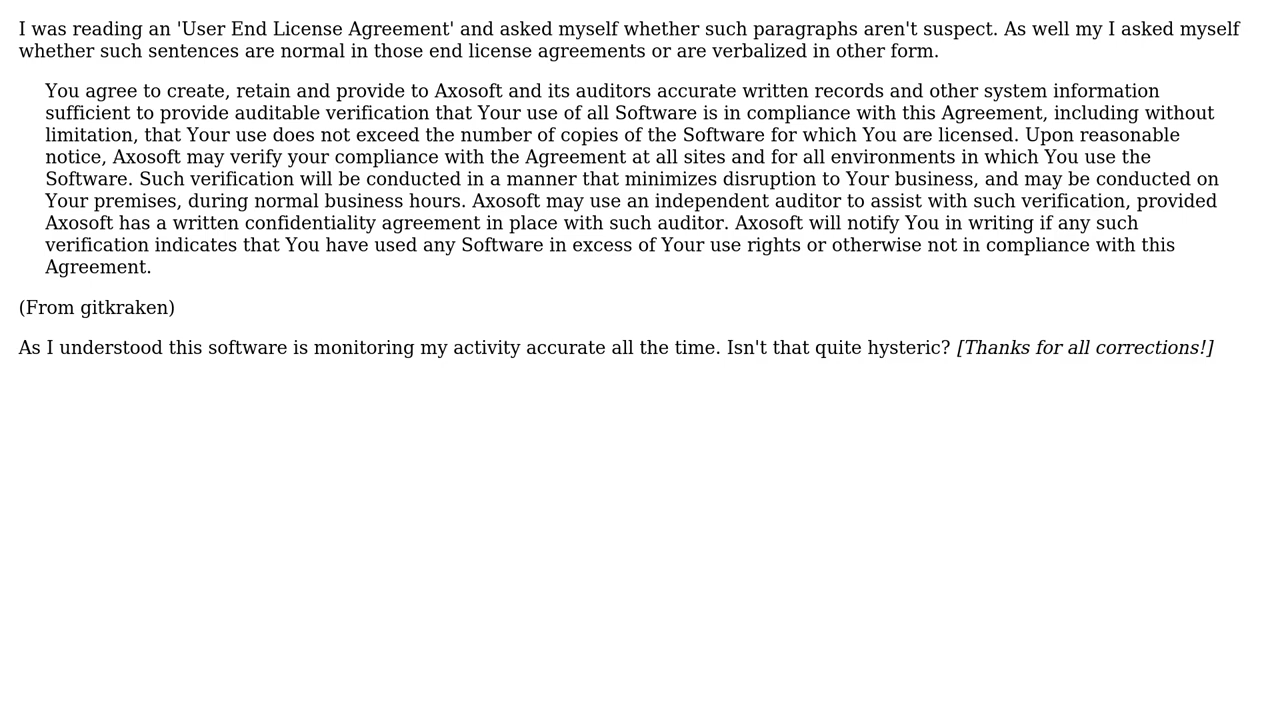 I was reading an 'User End License Agreement' and asked myself whether such paragraphs aren't suspect. As well my I asked myself
whether such sentences are normal in those end license agreements or are verbalized in other form.
You agree to create, retain and provide to Axosoft and its auditors accurate written records and other system information
sufficient to provide auditable verification that Your use of all Software is in compliance with this Agreement, including without
limitation, that Your use does not exceed the number of copies of the Software for which You are licensed. Upon reasonable
notice, Axosoft may verify your compliance with the Agreement at all sites and for all environments in which You use the
Software. Such verification will be conducted in a manner that minimizes disruption to Your business, and may be conducted on
Your premises, during normal business hours. Axosoft may use an independent auditor to assist with such verification, provided
Axosoft has a written confidentiality agreement in place with such auditor. Axosoft will notify You in writing if any such
verification indicates that You have used any Software in excess of Your use rights or otherwise not in compliance with this
Agreement.
(From gitkraken)
As I understood this software is monitoring my activity accurate all the time. Isn't that quite hysteric? [Thanks for all corrections!]